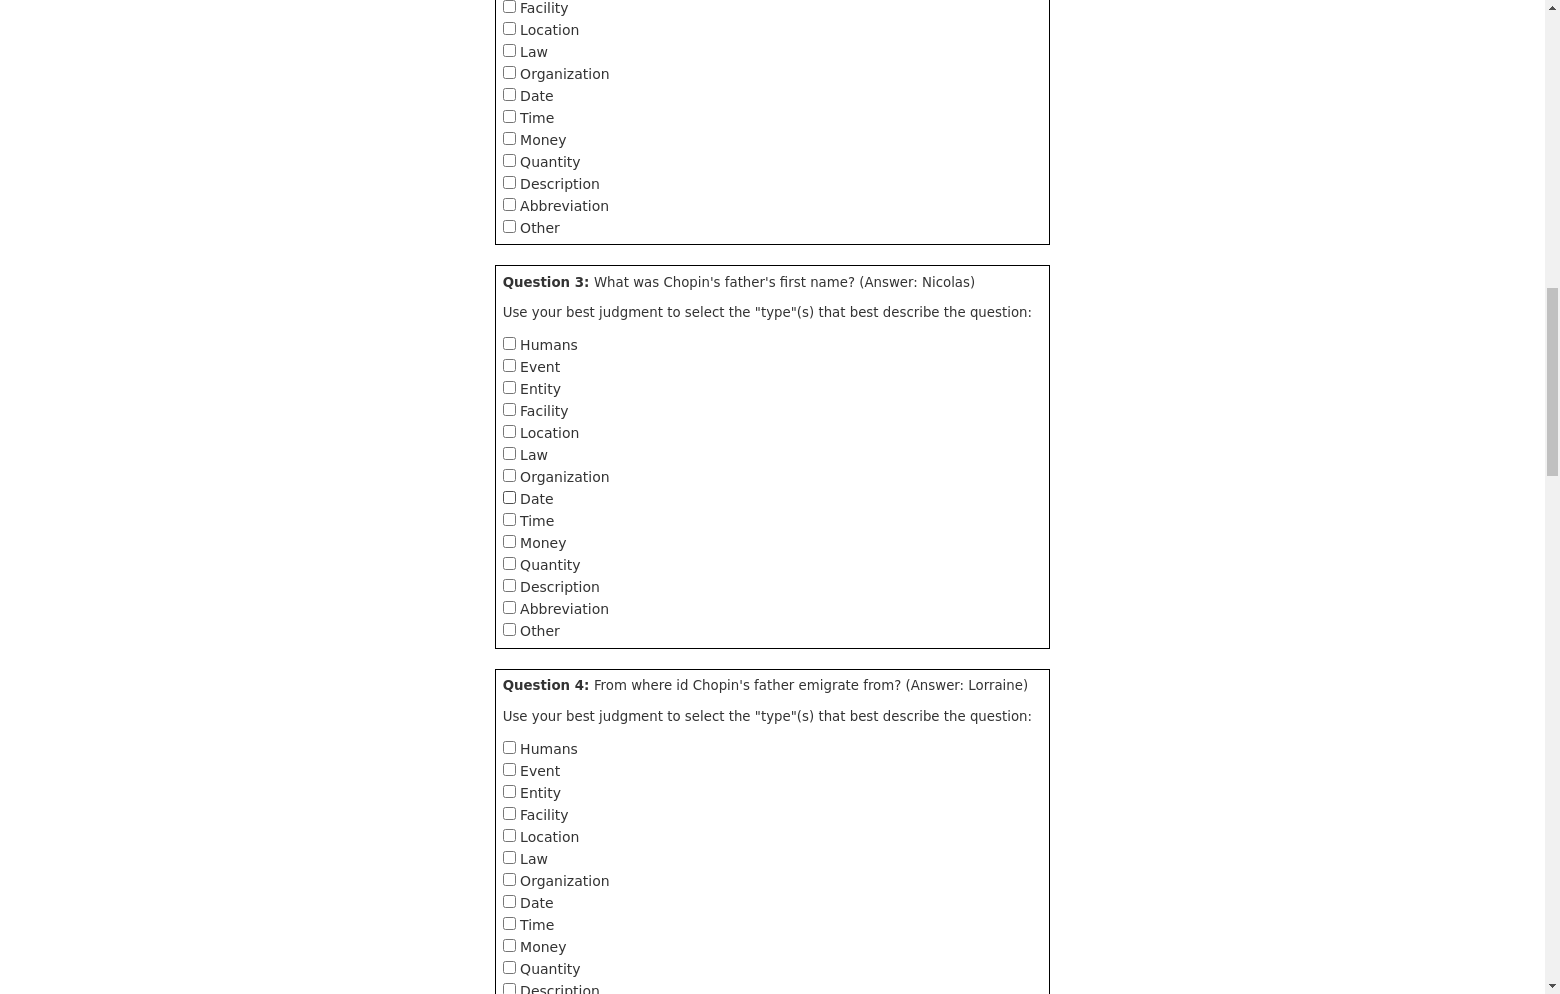 Facility
Location
Law
Organization
Date
Time
Money
Quantity
Description
Abbreviation
Other
Question 3: What was Chopin's father's first name? (Answer: Nicolas)
Use your best judgment to select the "type"(s) that best describe the question:
Humans
Event
Entity
Facility
Location
Law
Organization
Date
Time
Money
Quantity
Description
Abbreviation
Other
Question 4: From where id Chopin's father emigrate from? (Answer: Lorraine)
Use your best judgment to select the "type"(s) that best describe the question:
Humans
Event
Entity
Facility
Location
Law
Organization
Date
Time
Money
Quantity
Description